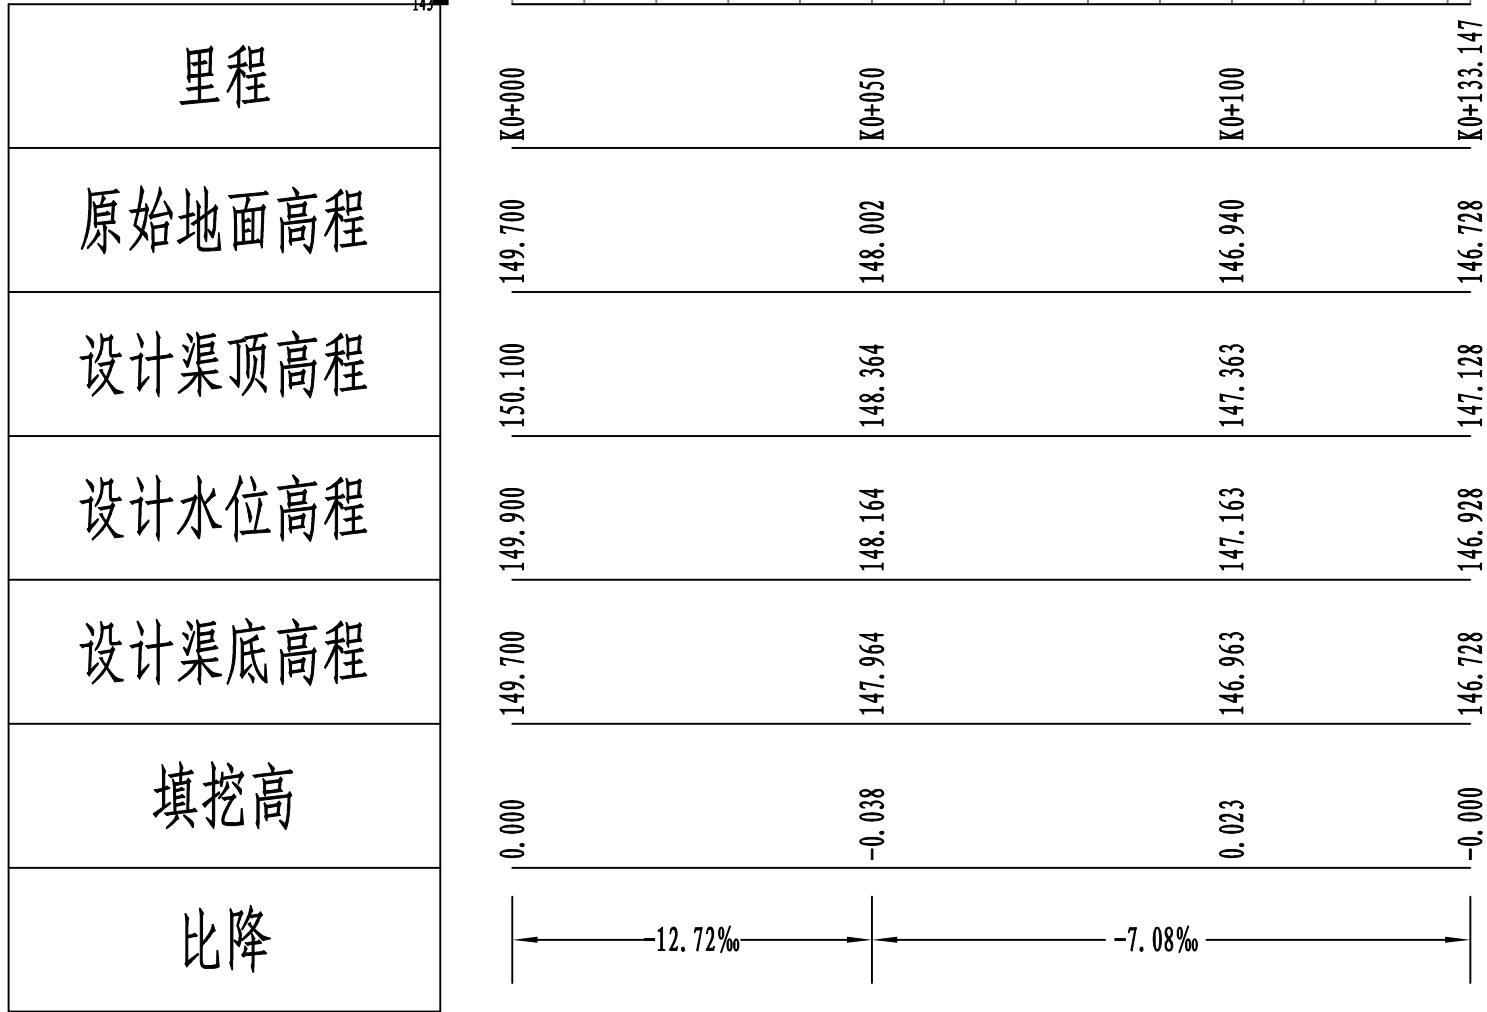 143
里程 K0+000 K0+050 K0+100 K0+133.147
原始地面高程 149.700 148.002 146.940 146.728
设计渠顶高程 150.100 148.364 147.363 147.128
设计水位高程 149.900 148.164 147.163 146.928
设计渠底高程 149.700 147.964 146.963 146.728
填挖高 0.000 -0.038 0.023 -0.000
比降 -12.72‰ -7.08‰